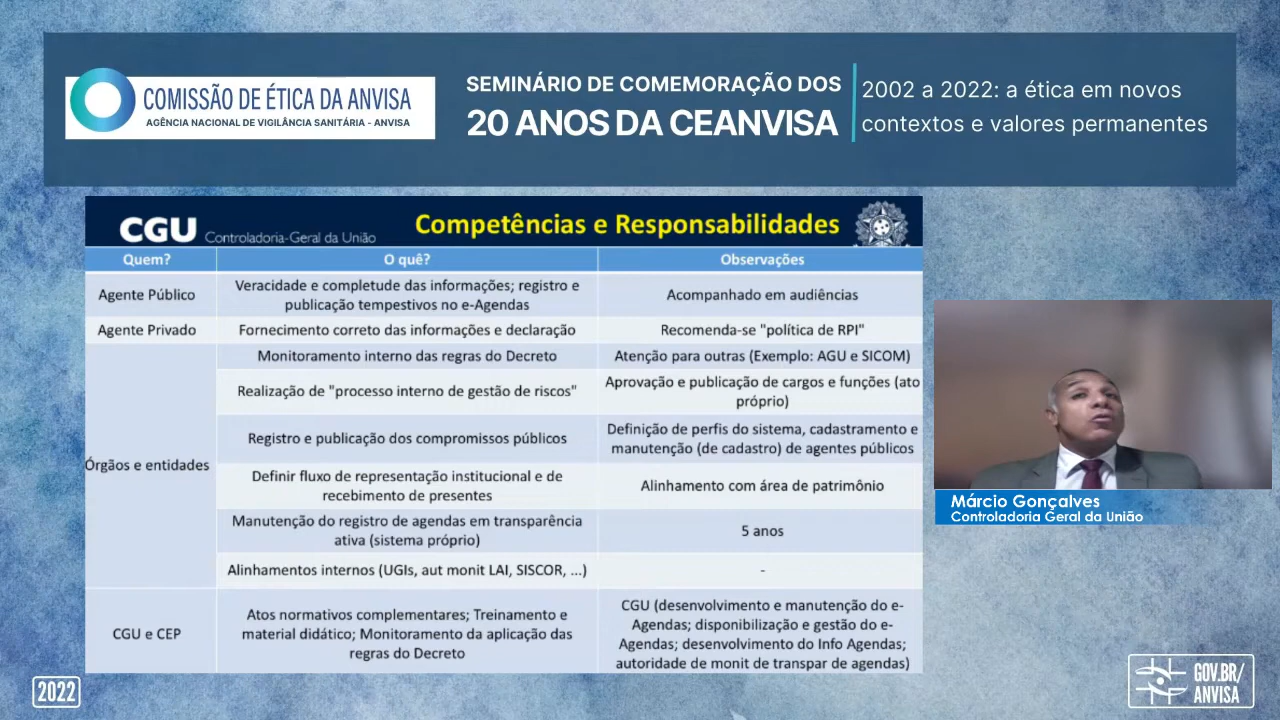 COMISSÃO DE ÉTICA DA ANVISA
AGÊNCIA NACIONAL DE VIGILÂNCIA SANITÁRIA - ANVISA
SEMINÁRIO DE COMEMORAÇÃO DOS
20 ANOS DA CEANVISA
2002 a 2022: a ética em novos
contextos e valores permanentes
CGU Controladoria-Geral da União
Competências e Responsabilidades
Quem?
O quê?
Observações
Agente Público
Veracidade e completude das informações; registro e
publicação tempestivos no e-Agendas
Acompanhado em audiências
Agente Privado
Fornecimento correto das informações e declaração
Recomenda-se "política de RPI"
Órgãos e entidades
Monitoramento interno das regras do Decreto
Atenção para outras (Exemplo: AGU e SICOM)
Realização de "processo interno de gestão de riscos"
Aprovação e publicação de cargos e funções (ato
próprio)
Registro e publicação dos compromissos públicos
Definição de perfis do sistema, cadastramento e
manutenção (de cadastro) de agentes públicos
Definir fluxo de representação institucional e de
recebimento de presentes
Alinhamento com área de patrimônio
Manutenção do registro de agendas em transparência
ativa (sistema próprio)
5 anos
Alinhamentos internos (UGIs, aut monit LAI, SISCOR, ...)
-
CGU e CEP
Atos normativos complementares; Treinamento e
material didático; Monitoramento da aplicação das
regras do Decreto
CGU (desenvolvimento e manutenção do e-
Agendas; disponibilização e gestão do e-
Agendas; desenvolvimento do Info Agendas;
autoridade de monit de transpar de agendas)
Márcio Gonçalves
Controladoria Geral da União
2022
GOV.BR/
ANVISA